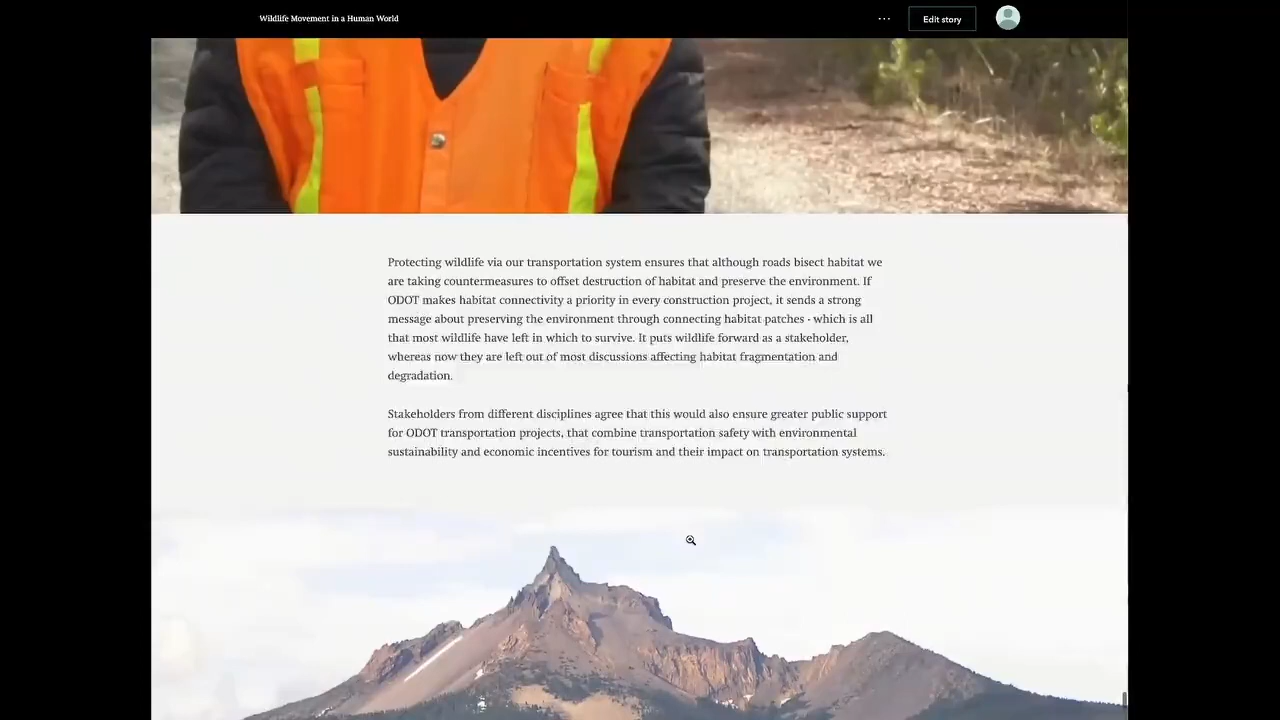 Wildlife Movement in a Human World
Edit story
Protecting wildlife via our transportation system ensures that although roads bisect habitat we
are taking countermeasures to offset destruction of habitat and preserve the environment. If
ODOT makes habitat connectivity a priority in every construction project, it sends a strong
message about preserving the environment through connecting habitat patches - which is all
that most wildlife have left in which to survive. It puts wildlife forward as a stakeholder,
whereas now they are left out of most discussions affecting habitat fragmentation and
degradation.
Stakeholders from different disciplines agree that this would also ensure greater public support
for ODOT transportation projects, that combine transportation safety with environmental
sustainability and economic incentives for tourism and their impact on transportation systems.